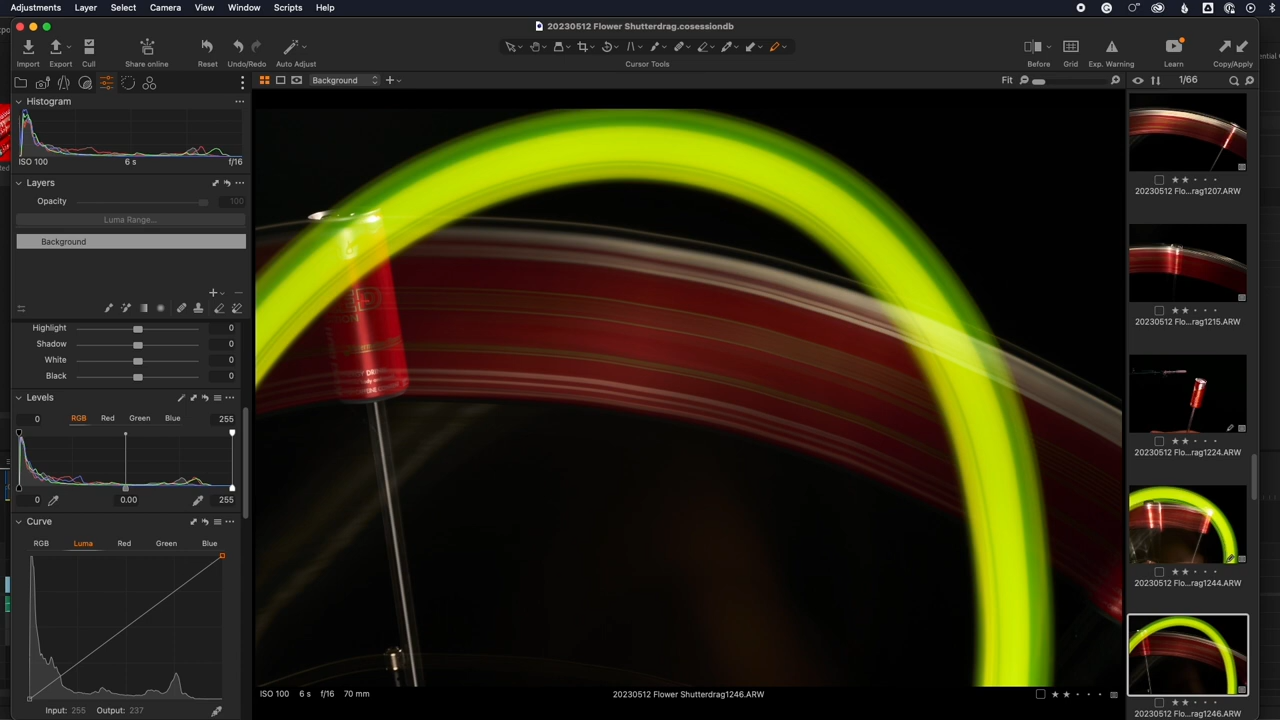 Adjustments Layer Camera View Window Scripts Help
Select
20230512 Flower Shutterdrag.cosessiondb
Import Export Cull Share online Reset Undo/Redo Auto Adjust Cursor Tools Before Grid Exp. Warning Learn Copy/Apply
Background Fit 1/66
Histogram
ISO 100 6 s f/16
Layers
Opacity 100
Luma Range...
Background
Highlight 0
Shadow 0
White 0
Black 0
Levels
0 RGB Red Green Blue 255
0 0.00 255
Curve
RGB Luma Red Green Blue
Input: 255 Output: 237
ISO 100 6 s f/16 70 mm
20230512 Flower Shutterdrag1246.ARW
20230512 Flo...rag1207.ARW
20230512 Flo...rag1215.ARW
20230512 Flo...rag1224.ARW
20230512 Flo...rag1244.ARW
20230512 Flo...rag1246.ARW